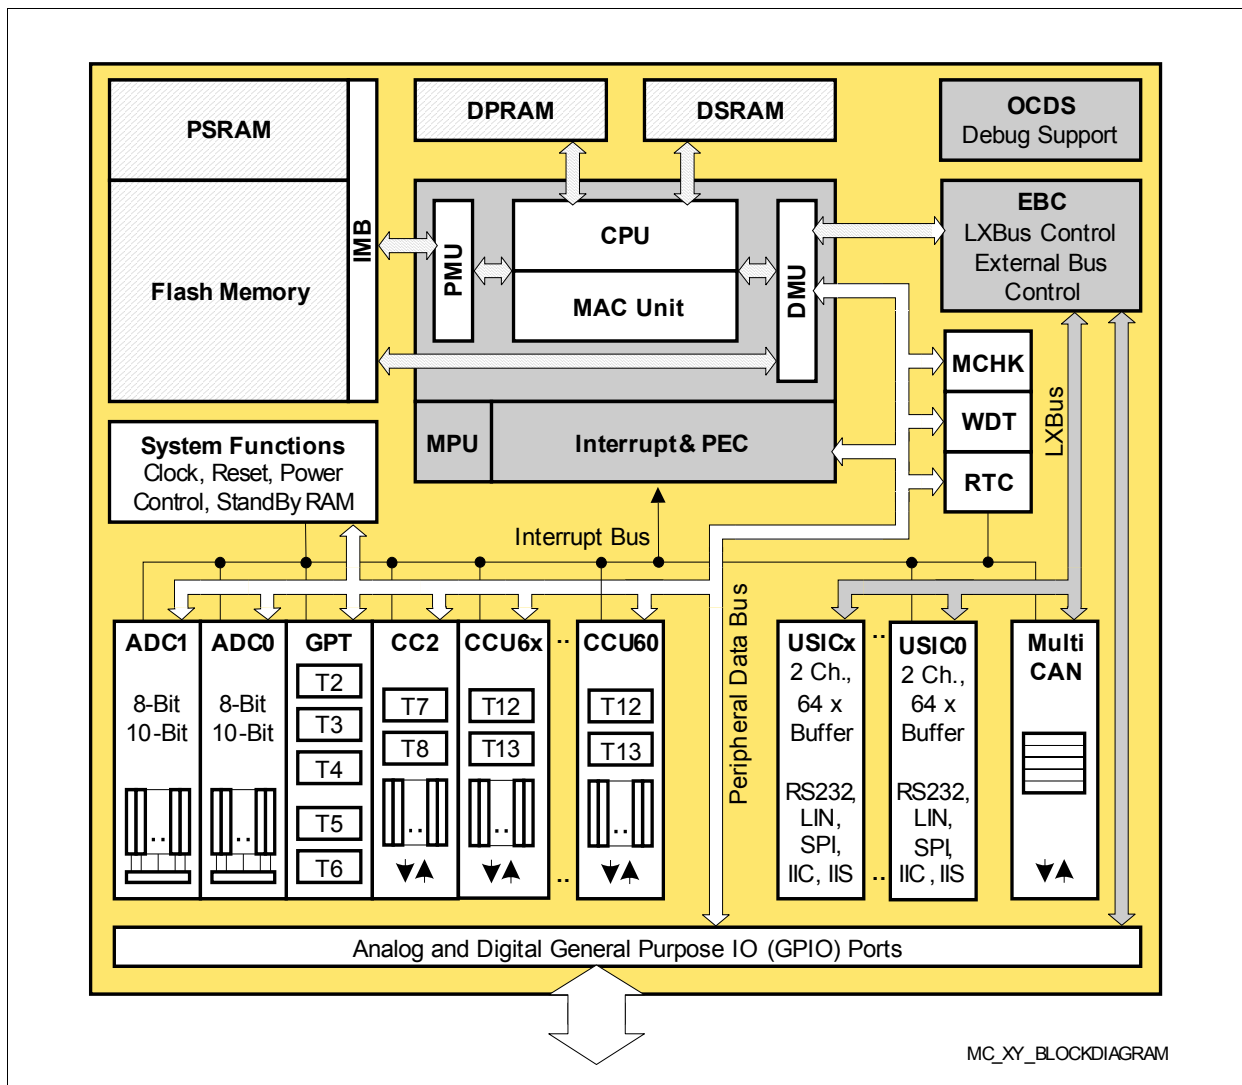 PSRAM
Flash Memory
IMB
DPRAM
DSRAM
OCDS
Debug Support
PMU
CPU
MAC Unit
DMU
EBC
LXBus Control
External Bus
Control
MPU
Interrupt & PEC
MCHK
WDT
RTC
LXBus
System Functions
Clock, Reset, Power
Control, StandBy RAM
Interrupt Bus
Peripheral Data Bus
ADC1
8-Bit
10-Bit
..
ADC0
8-Bit
10-Bit
..
GPT
T2
T3
T4
T5
T6
CC2
T7
T8
..
CCU6x
T12
T13
..
..
..
CCU60
T12
T13
..
USICx
2 Ch.,
64 x
Buffer
RS232,
LIN,
SPI,
IIC, IIS
..
..
USIC0
2 Ch.,
64 x
Buffer
RS232,
LIN,
SPI,
IIC, IIS
Multi
CAN
Analog and Digital General Purpose IO (GPIO) Ports
MC_XY_BLOCKDIAGRAM